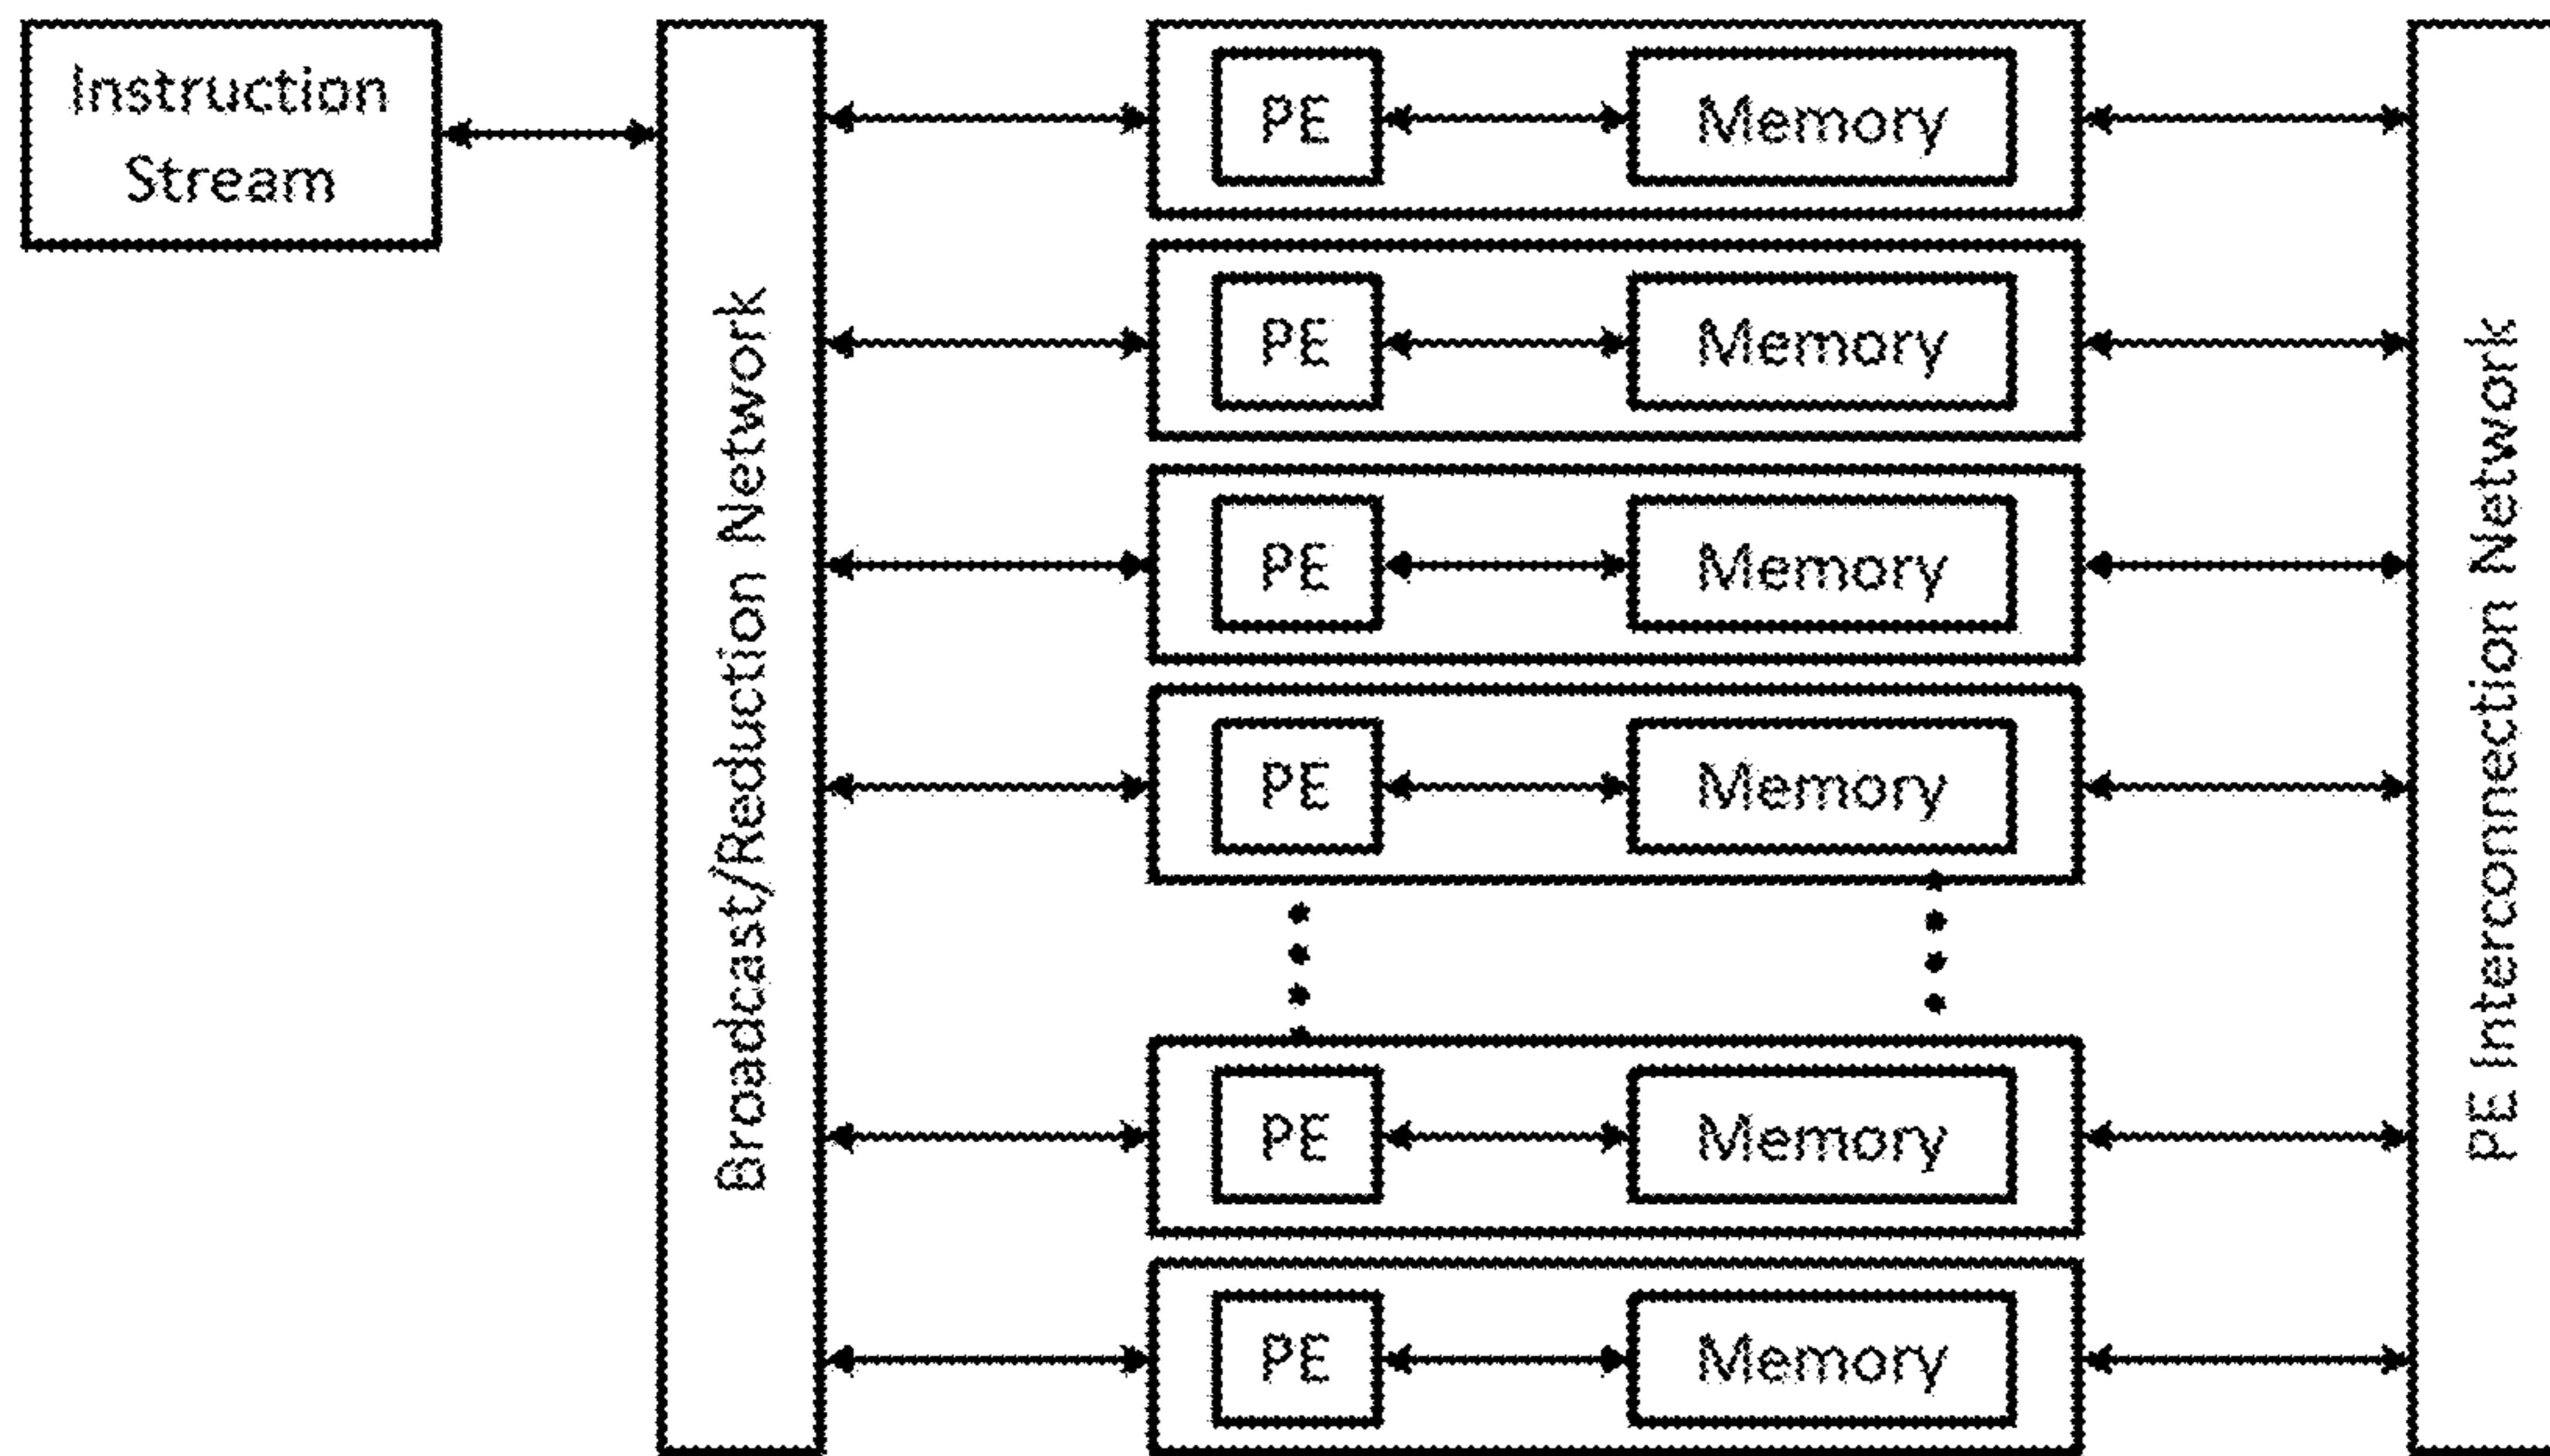 Instruction
Stream
Broadcast/Reduction Network
PE
Memory
PE
Memory
PE
Memory
PE
Memory
PE
Memory
PE
Memory
PE Interconnection Network